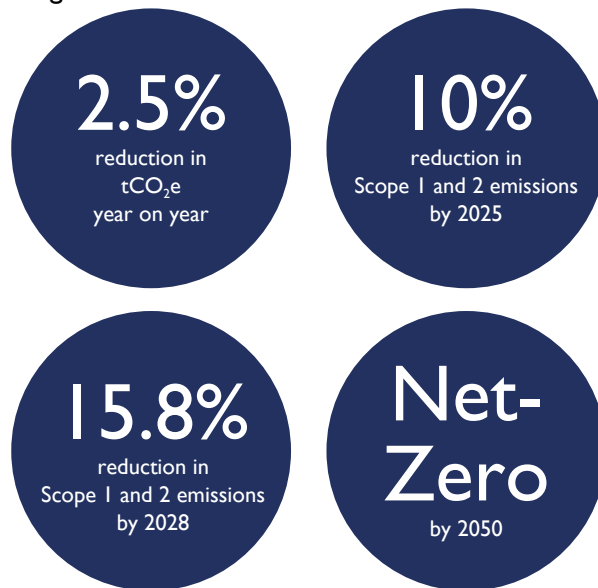 2.5%
reduction in
tCO₂e
year on year
10%
reduction in
Scope 1 and 2 emissions
by 2025
15.8%
reduction in
Scope 1 and 2 emissions
by 2028
Net-
Zero
by 2050